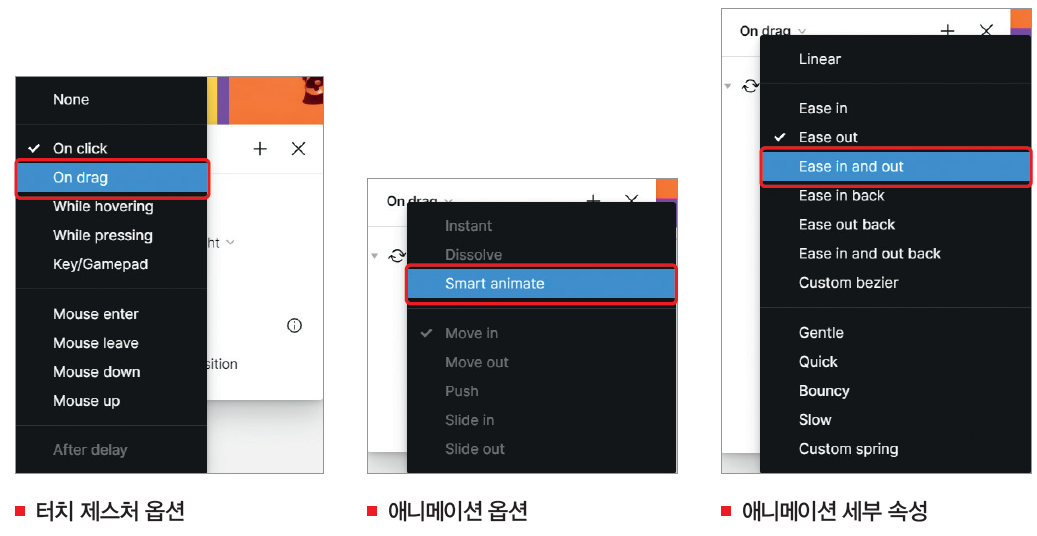 None
On click
On drag
While hovering
While pressing
Key/Gamepad
Mouse enter
Mouse leave
Mouse down
Mouse up
After delay
ht
sition
터치 제스처 옵션
On drag
Instant
Dissolve
Smart animate
Move in
Move out
Push
Slide in
Slide out
애니메이션 옵션
On drag
Linear
Ease in
Ease out
Ease in and out
Ease in back
Ease out back
Ease in and out back
Custom bezier
Gentle
Quick
Bouncy
Slow
Custom spring
애니메이션 세부 속성